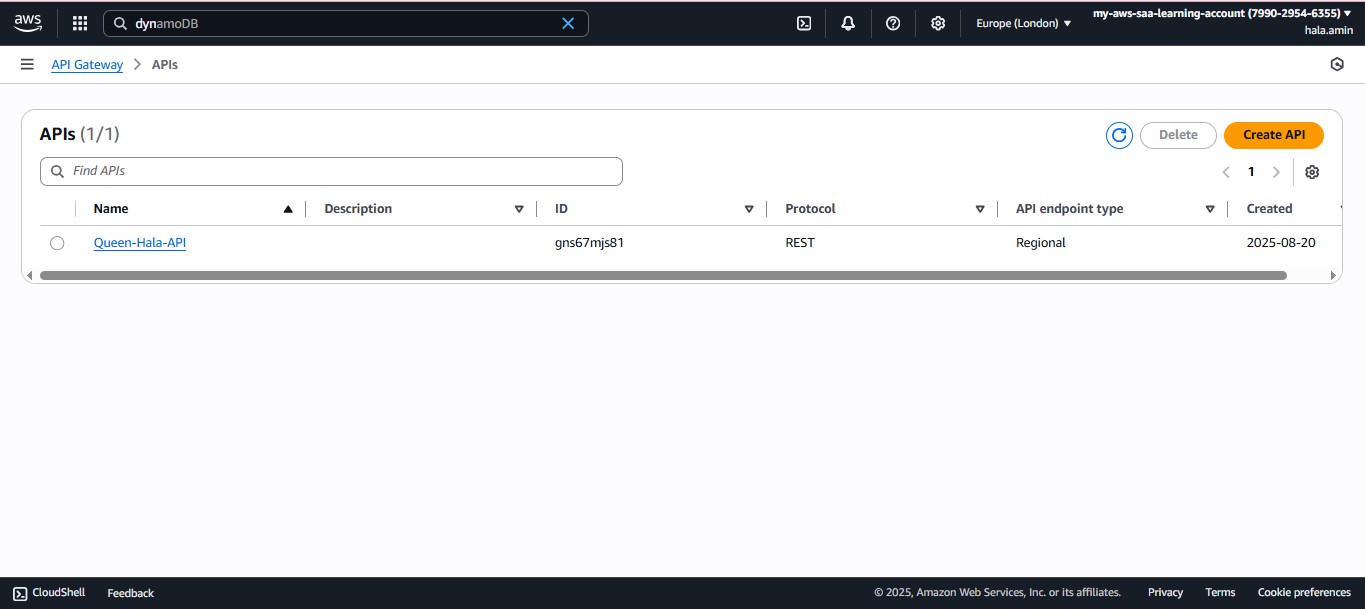 aws
dynamoDB
Europe (London)
my-aws-saa-learning-account (7990-2954-6355)
hala.amin
API Gateway
APIs
APIs (1/1)
Delete
Create API
Find APIs
1
Name Description ID Protocol API endpoint type Created
Queen-Hala-API gns67mjs81 REST Regional 2025-08-20
CloudShell Feedback © 2025, Amazon Web Services, Inc. or its affiliates. Privacy Terms Cookie preferences